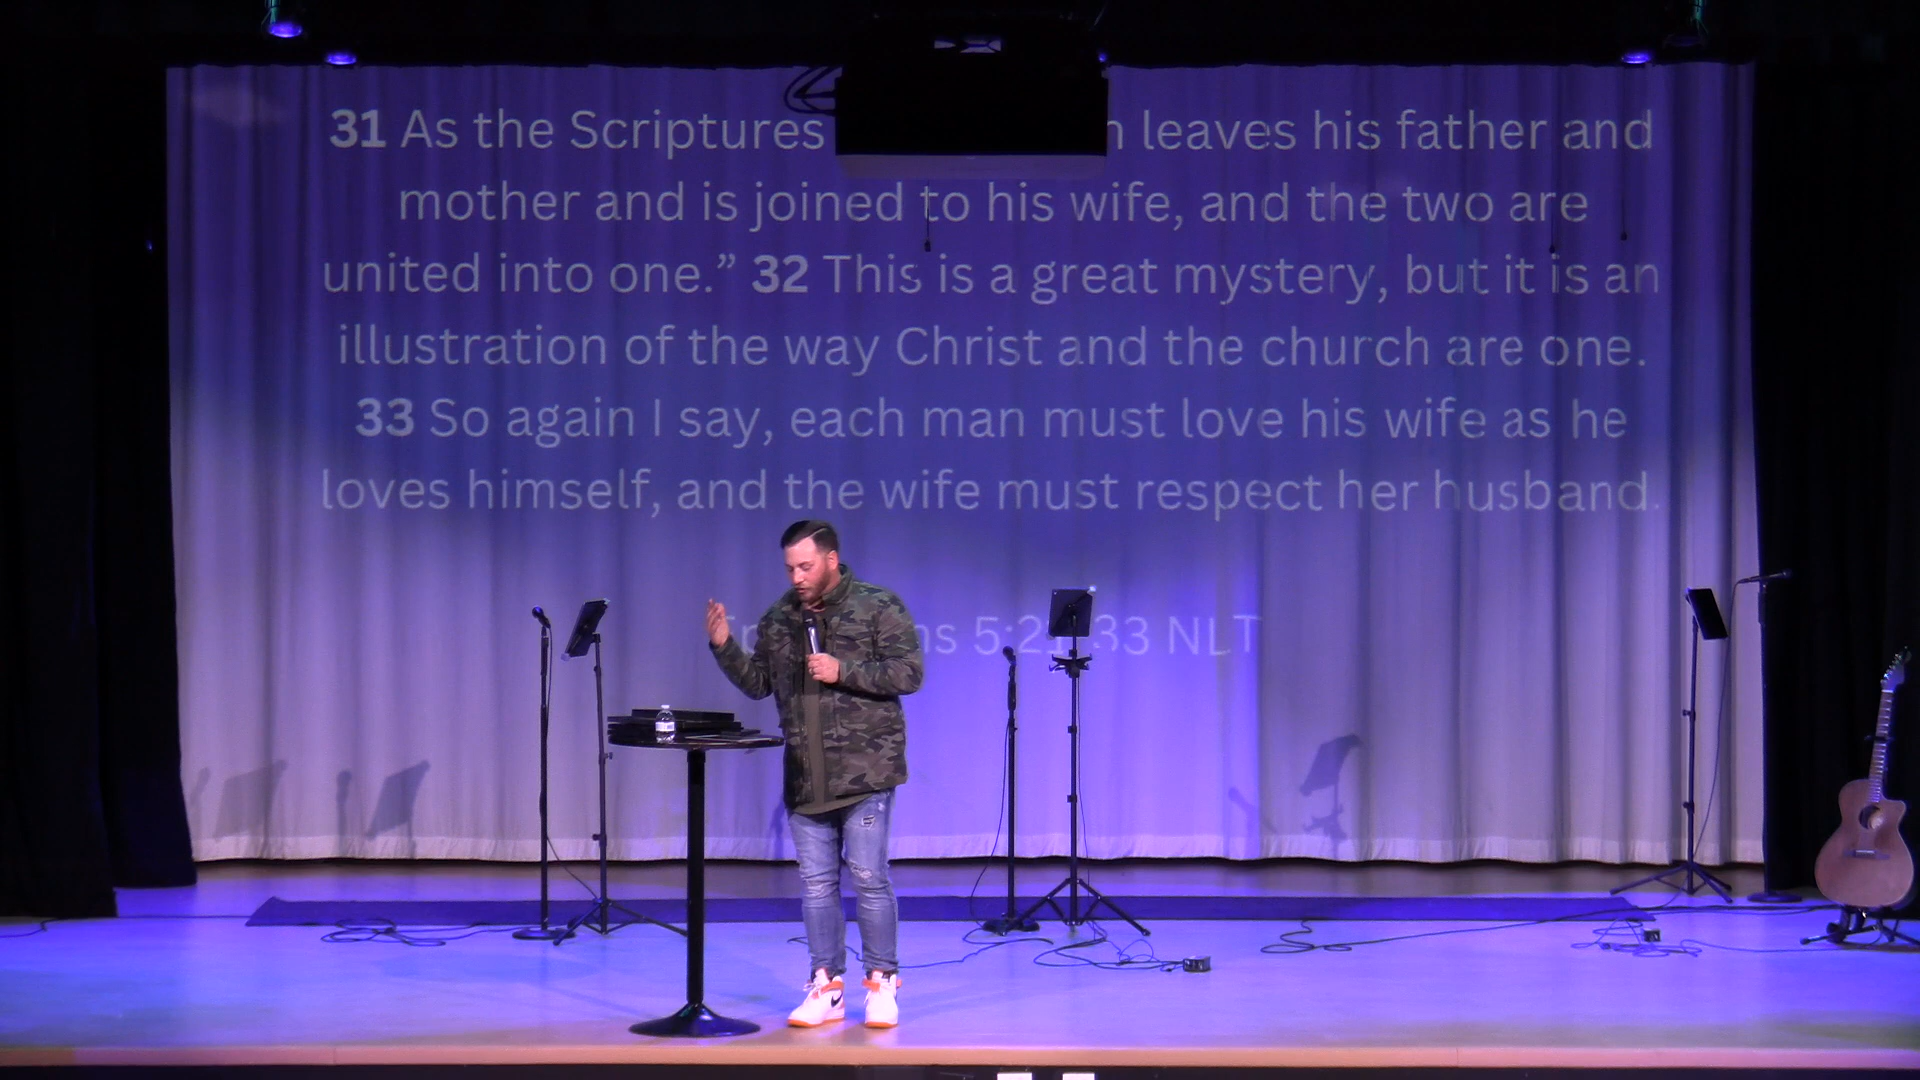 31 As the Scriptures leaves his father and
mother and is joined to his wife, and the two are
united into one.” 32 This is a great mystery, but it is an
illustration of the way Christ and the church are one.
33 So again I say, each man must love his wife as he
loves himself, and the wife must respect her husband.
5:21-33 NLT